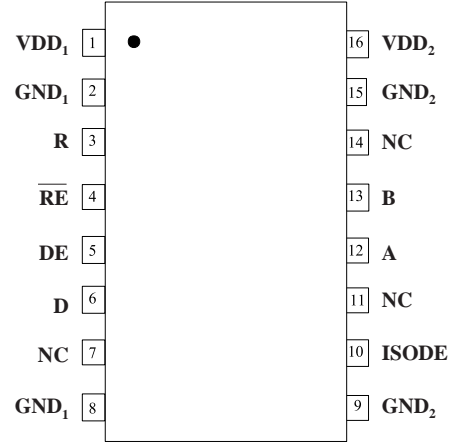 VDD₁ 1 16 VDD₂
GND₁ 2 15 GND₂
R 3 14 NC
R̅E̅ 4 13 B
DE 5 12 A
D 6 11 NC
NC 7 10 ISODE
GND₁ 8 9 GND₂